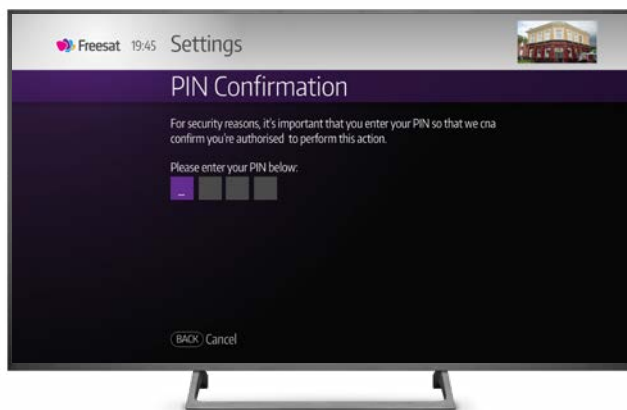 Freesat 19:45 Settings
PIN Confirmation
For security reasons, it's important that you enter your PIN so that we cna
confirm you're authorised to perform this action.
Please enter your PIN below:
_
BACK Cancel